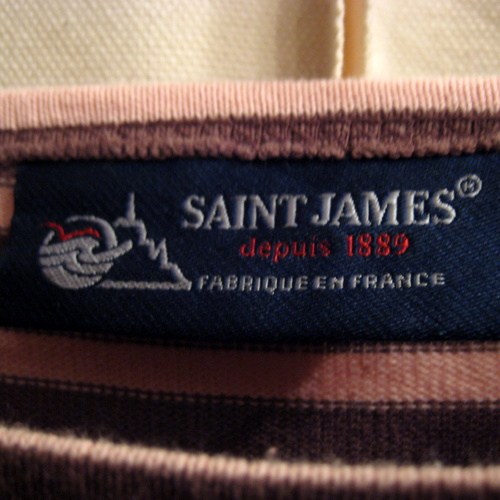 SAINT JAMES®
depuis 1889
FABRIQUE EN FRANCE